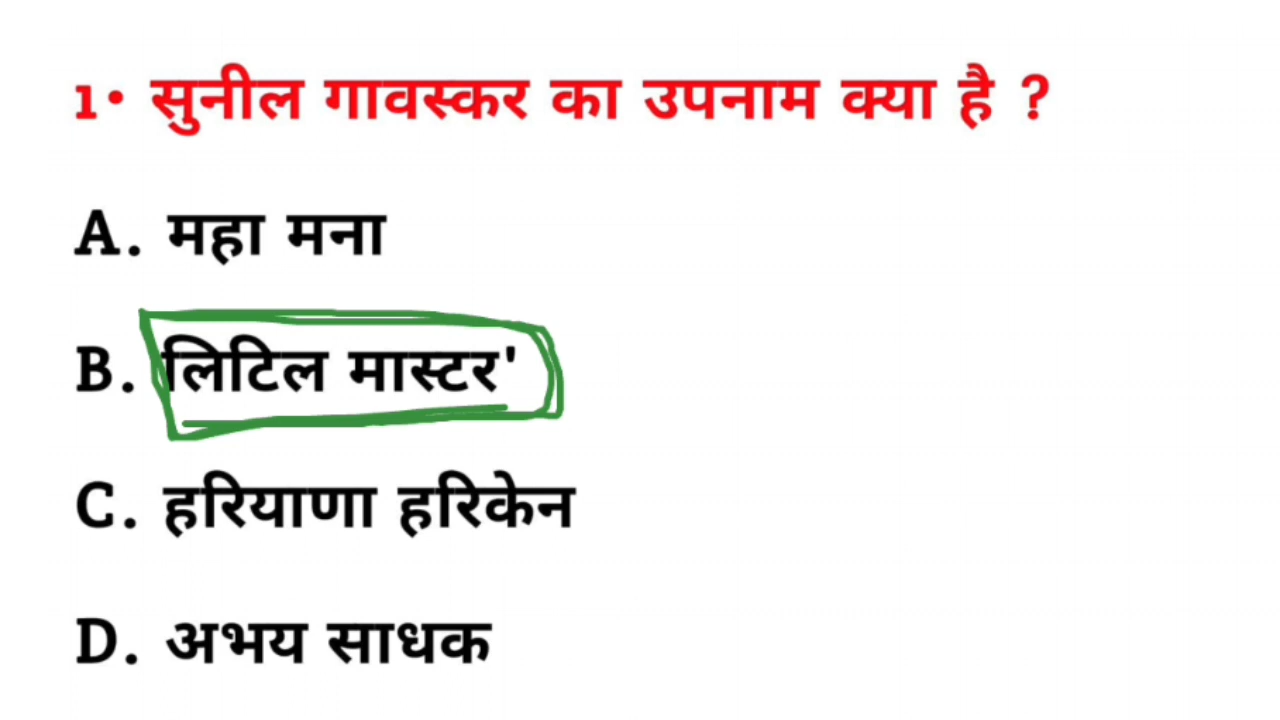 1• सुनील गावस्कर का उपनाम क्या है ?
A. महा मना
B. लिटिल मास्टर'
C. हरियाणा हरिकेन
D. अभय साधक